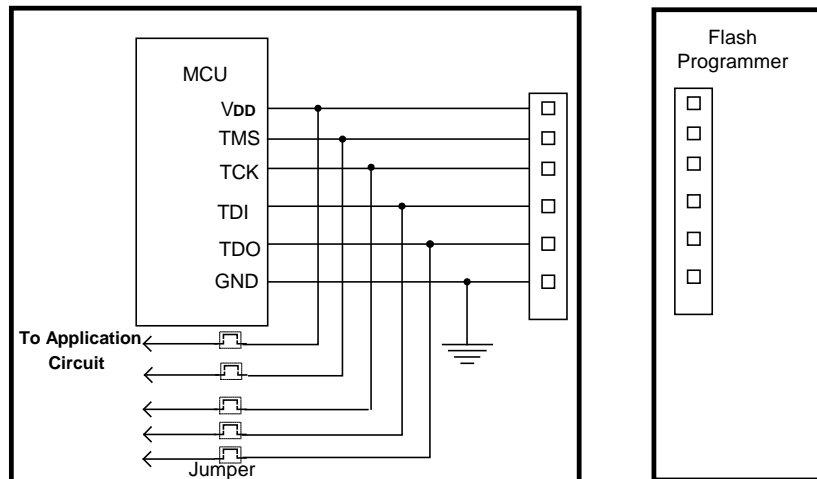 MCU
VDD
TMS
TCK
TDI
TDO
GND
To Application
Circuit
Jumper
Flash
Programmer